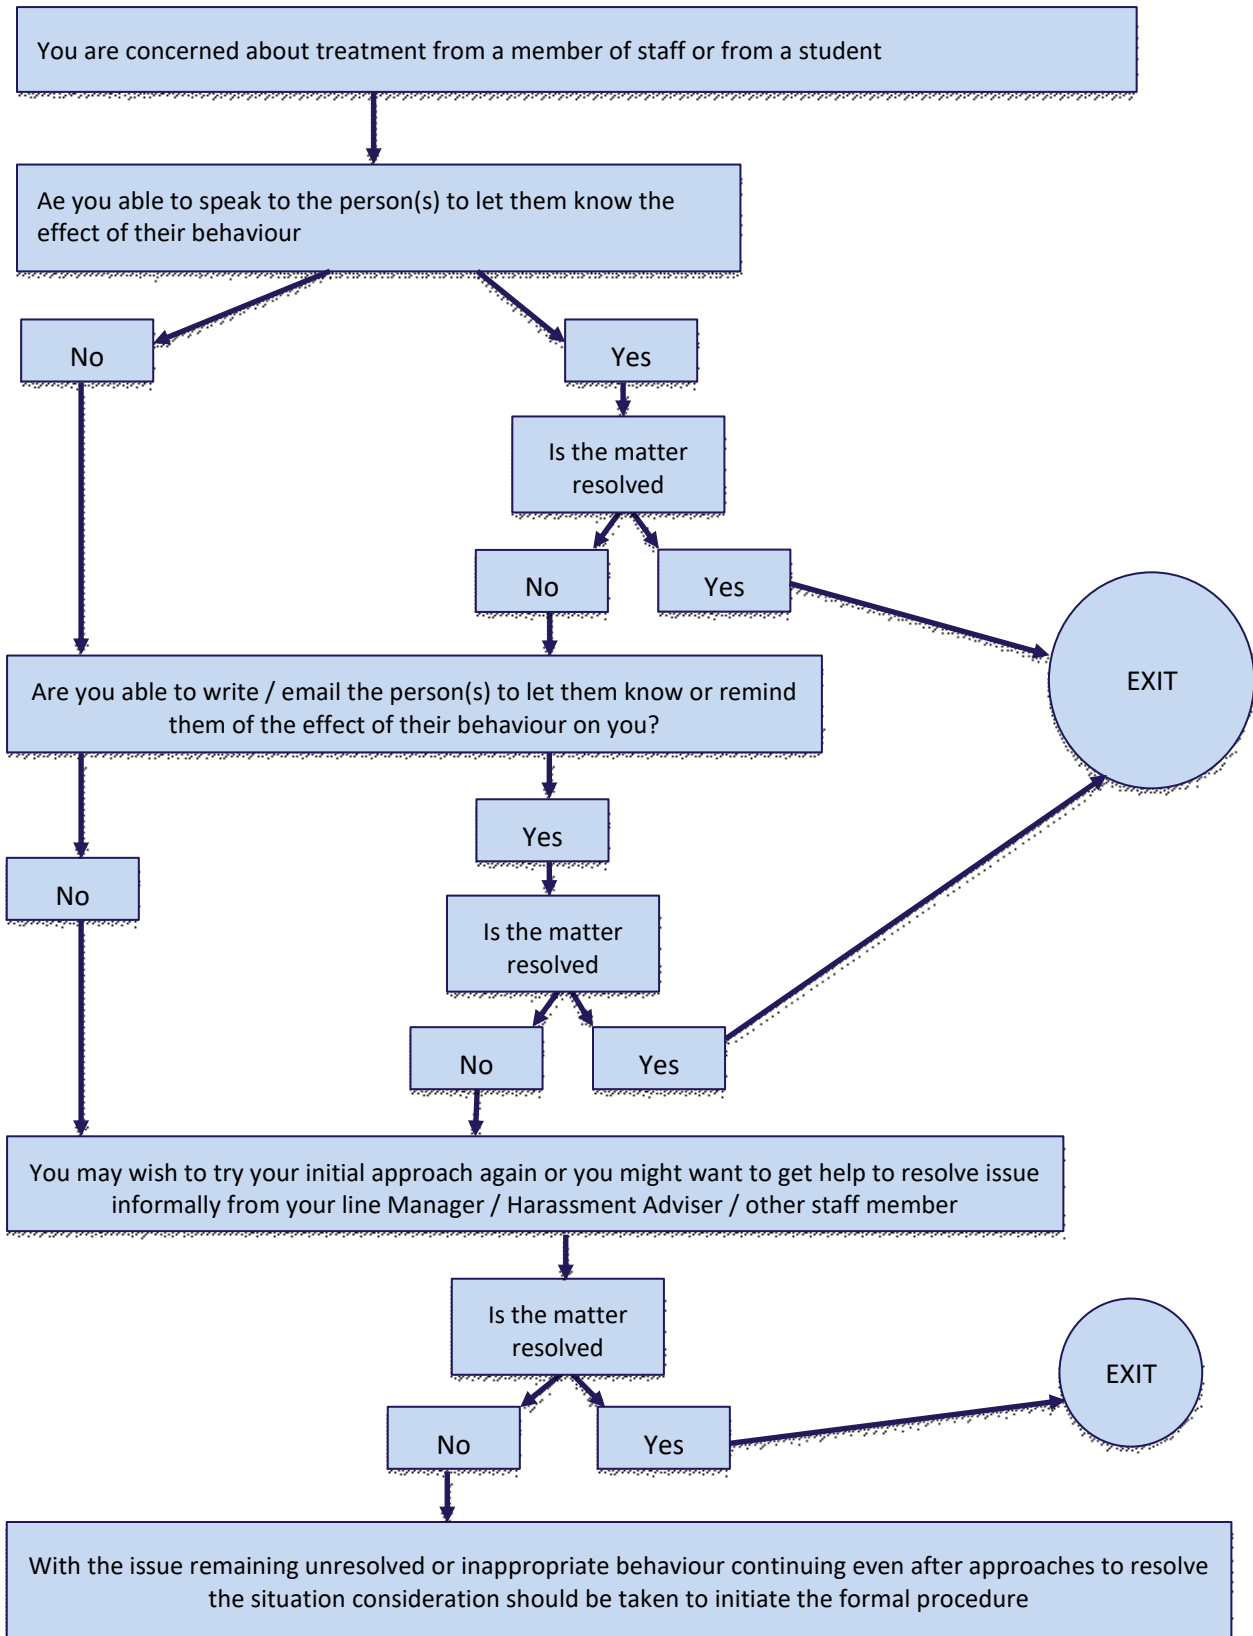 You are concerned about treatment from a member of staff or from a student
Ae you able to speak to the person(s) to let them know the
effect of their behaviour
No
Yes
Is the matter
resolved
No
Yes
EXIT
Are you able to write / email the person(s) to let them know or remind
them of the effect of their behaviour on you?
Yes
No
Is the matter
resolved
No
Yes
You may wish to try your initial approach again or you might want to get help to resolve issue
informally from your line Manager / Harassment Adviser / other staff member
Is the matter
resolved
EXIT
No
Yes
With the issue remaining unresolved or inappropriate behaviour continuing even after approaches to resolve
the situation consideration should be taken to initiate the formal procedure